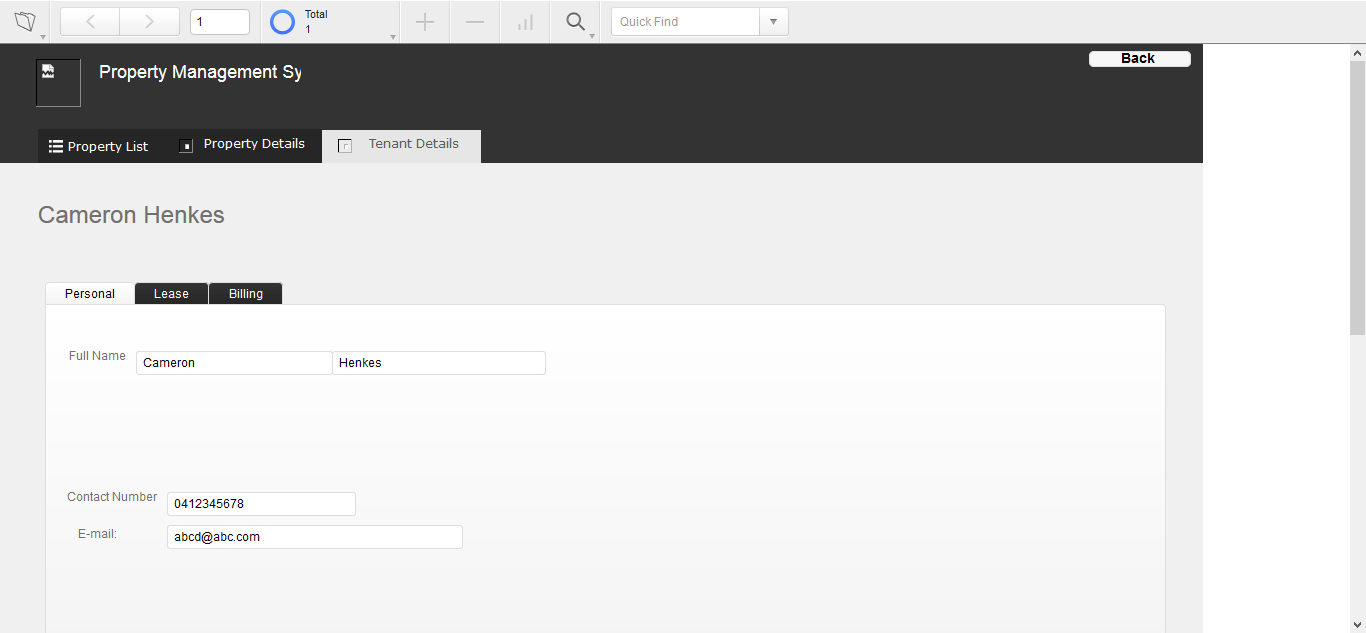 1
Total
1
Quick Find
Property Management Sy
Back
Property List
Property Details
Tenant Details
Cameron Henkes
Personal
Lease
Billing
Full Name
Cameron
Henkes
Contact Number
0412345678
E-mail:
abcd@abc.com